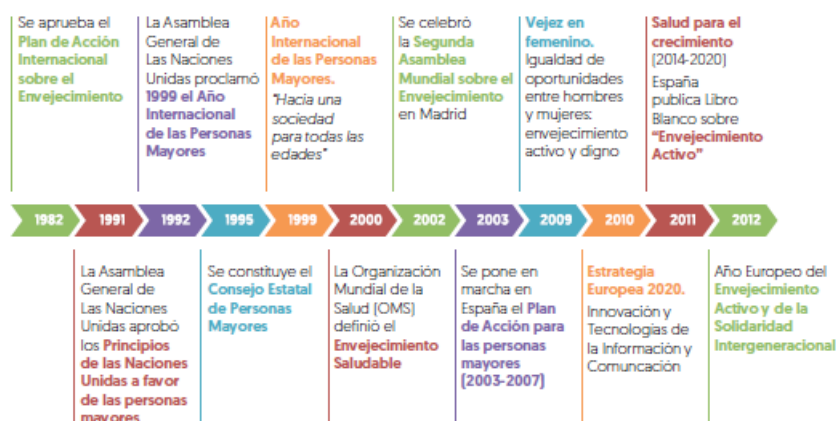 Se aprueba el
Plan de Acción
Internacional
sobre el
Envejecimiento
La Asamblea
General de
Las Naciones
Unidas proclamó
1999 el Año
Internacional
de las Personas
Mayores
Año
Internacional
de las Personas
Mayores.
"Hacia una
sociedad
para todas las
edades"
Se celebró
la Segunda
Asamblea
Mundial sobre el
Envejecimiento
en Madrid
Vejez en
femenino.
Igualdad de
oportunidades
entre hombres
y mujeres:
envejecimiento
activo y digno
Salud para el
crecimiento
(2014-2020)
España
publica Libro
Blanco sobre
"Envejecimiento
Activo"
1982 1991 1992 1995 1999 2000 2002 2003 2009 2010 2011 2012
La Asamblea
General de
Las Naciones
Unidas aprobó
los Principios
de las Naciones
Unidas a favor
de las personas
mayores
Se constituye el
Consejo Estatal
de Personas
Mayores
La Organización
Mundial de la
Salud (OMS)
definió el
Envejecimiento
Saludable
Se pone en
marcha en
España el Plan
de Acción para
las personas
mayores
(2003-2007)
Estrategia
Europea 2020.
Innovación y
Tecnologías de
la Información y
Comuncación
Año Europeo del
Envejecimiento
Activo y de la
Solidaridad
Intergeneracional